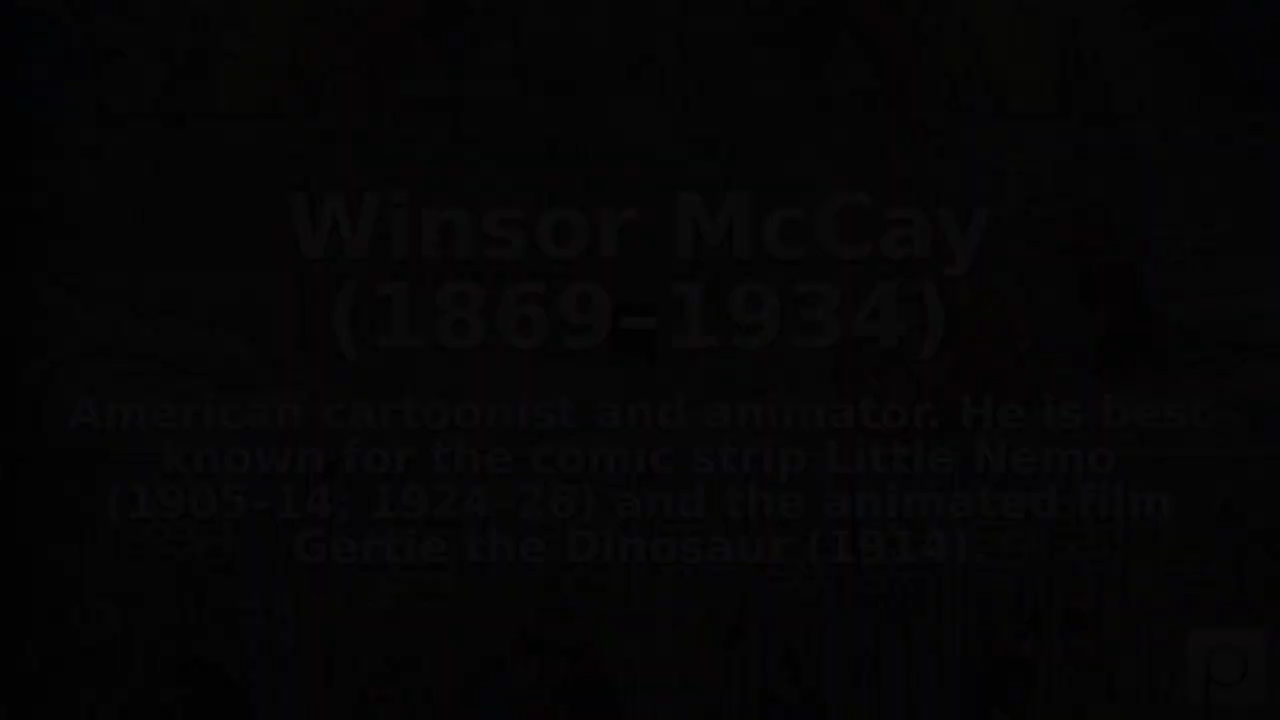 Winsor McCay
(1869–1934)
American cartoonist and animator. He is best-
known for the comic strip Little Nemo
(1905–14; 1924–26) and the animated film
Gertie the Dinosaur (1914).